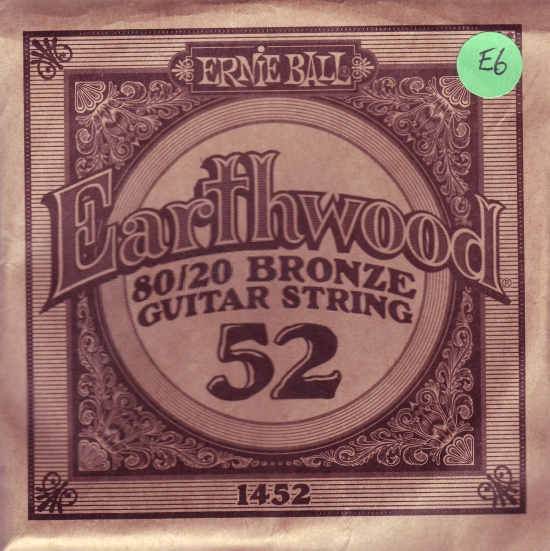 ERNIE BALL
E6
Earthwood®
80/20 BRONZE
GUITAR STRING
52
1452